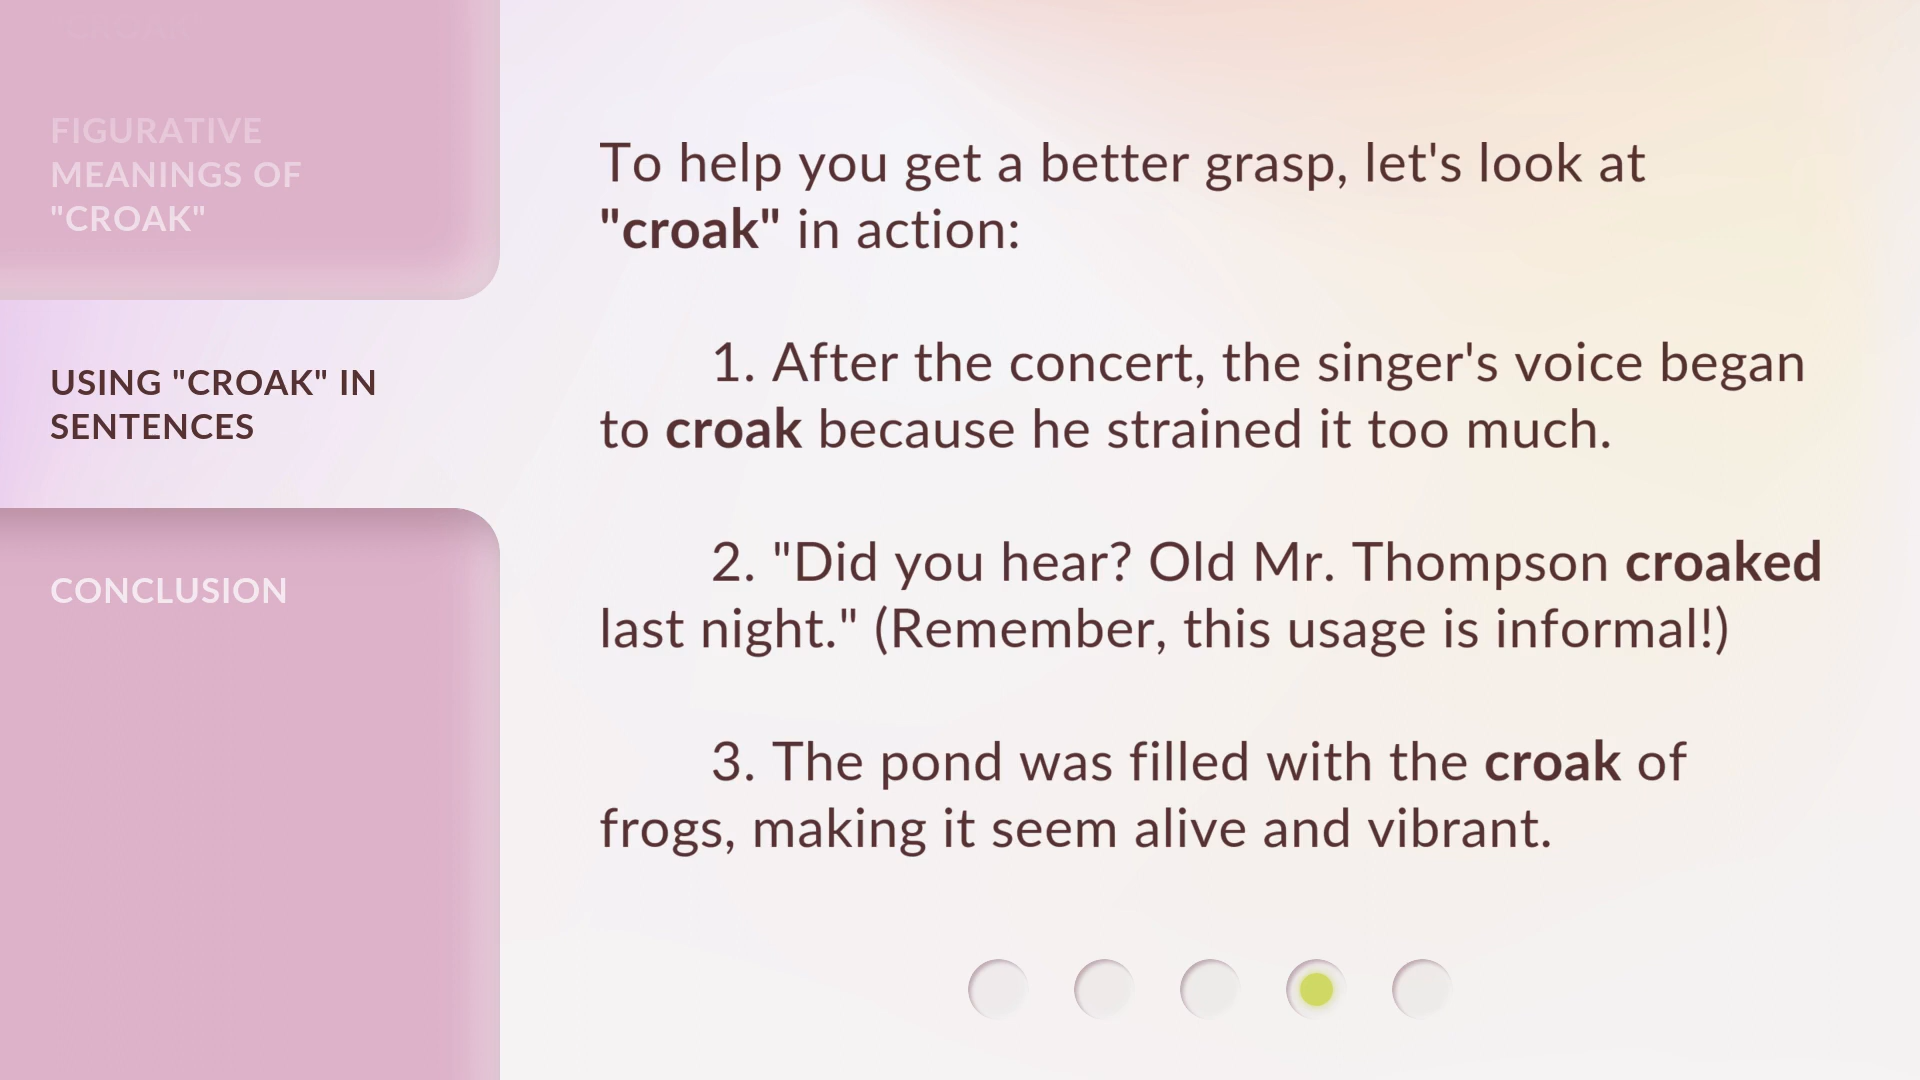 "CROAK"
FIGURATIVE
MEANINGS OF
"CROAK"
USING "CROAK" IN
SENTENCES
CONCLUSION
To help you get a better grasp, let's look at
"croak" in action:
1. After the concert, the singer's voice began
to croak because he strained it too much.
2. "Did you hear? Old Mr. Thompson croaked
last night." (Remember, this usage is informal!)
3. The pond was filled with the croak of
frogs, making it seem alive and vibrant.